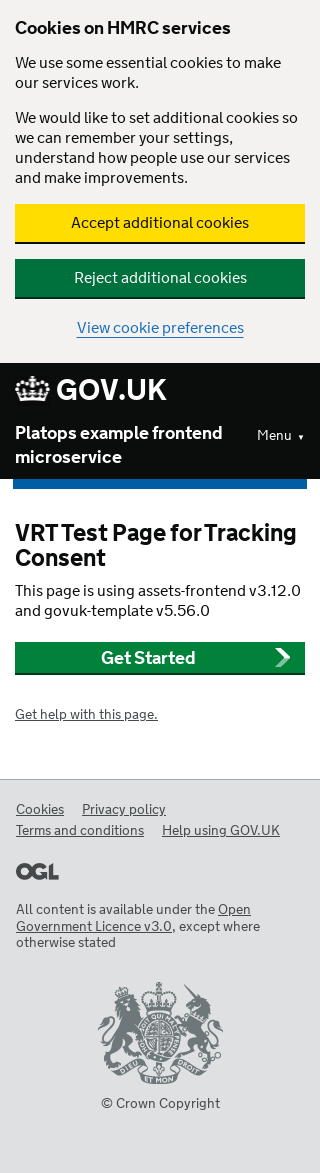 Cookies on HMRC services
We use some essential cookies to make
our services work.
We would like to set additional cookies so
we can remember your settings,
understand how people use our services
and make improvements.
Accept additional cookies
Reject additional cookies
View cookie preferences
GOV.UK
Platops example frontend
microservice
Menu ▼
VRT Test Page for Tracking
Consent
This page is using assets-frontend v3.12.0
and govuk-template v5.56.0
Get Started
Get help with this page.
Cookies Privacy policy
Terms and conditions Help using GOV.UK
OGL
All content is available under the Open
Government Licence v3.0, except where
otherwise stated
© Crown Copyright